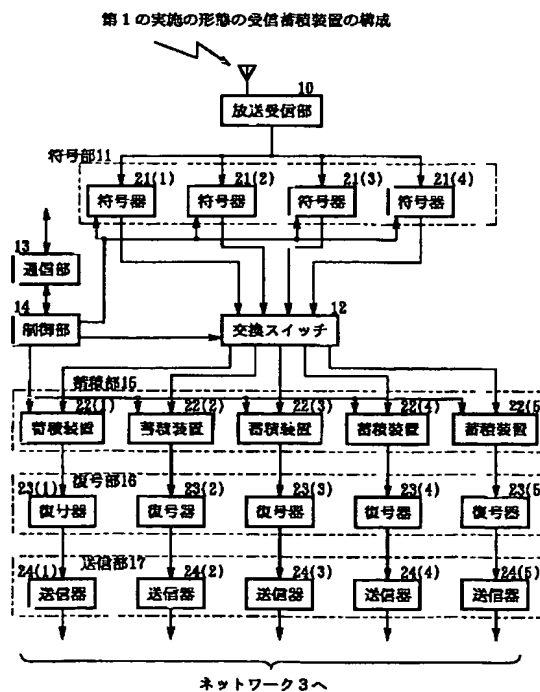 第1の実施の形態の受信蓄積装置の構成
10
放送受信部
符号部11
21(1) 21(2) 21(3) 21(4)
符号器 符号器 符号器 符号器
13
通信部
14 12
制御部 交換スイッチ
蓄積部15
22(1) 22(2) 22(3) 22(4) 22(5
蓄積装置 蓄積装置 蓄積装置 蓄積装置 蓄積装置
復号部16
23(1) 23(2) 23(3) 23(4) 23(5
復号器 復号器 復号器 復号器 復号器
送信部17
24(1) 24(2) 24(3) 24(4) 24(5)
送信器 送信器 送信器 送信器 送信器
ネットワーク3へ